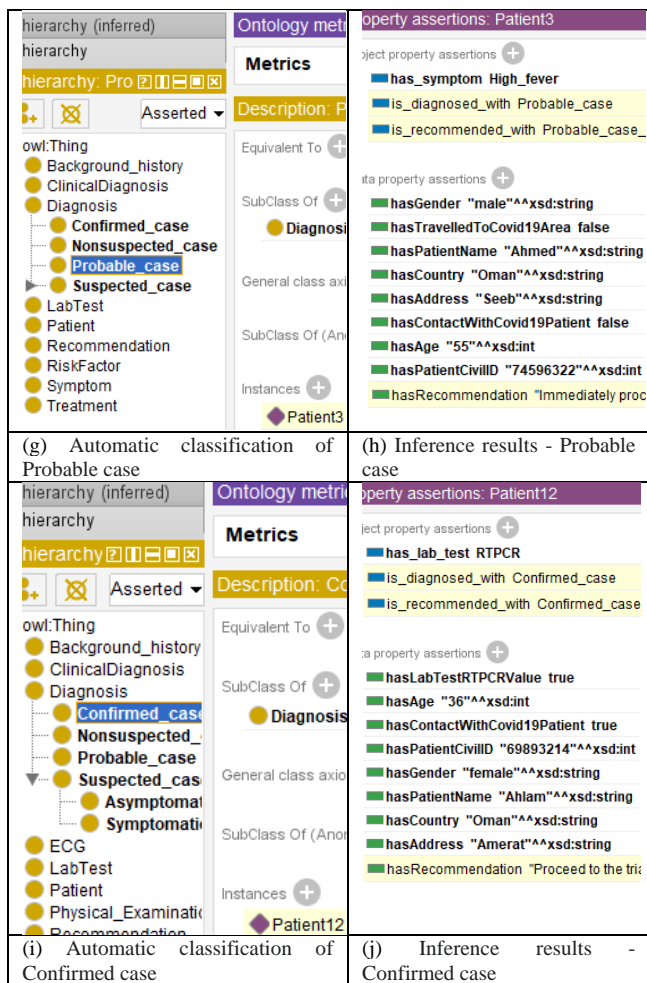 hierarchy (inferred)
hierarchy
hierarchy: Pro
Asserted
owl:Thing
Background_history
ClinicalDiagnosis
Diagnosis
Confirmed_case
Nonsuspected_case
Probable_case
Suspected_case
LabTest
Patient
Recommendation
RiskFactor
Symptom
Treatment
Ontology metri
Metrics
Description: P
Equivalent To
SubClass Of
Diagnosi
General class axi
SubClass Of (An
Instances
Patient3
operty assertions: Patient3
ject property assertions
has_symptom High_fever
is_diagnosed_with Probable_case
is_recommended_with Probable_case_
ata property assertions
hasGender "male"^^xsd:string
hasTravelledToCovid19Area false
hasPatientName "Ahmed"^^xsd:string
hasCountry "Oman"^^xsd:string
hasAddress "Seeb"^^xsd:string
hasContactWithCovid19Patient false
hasAge "55"^^xsd:int
hasPatientCivilID "74596322"^^xsd:int
hasRecommendation "Immediately proc
(g) Automatic classification of
Probable case
(h) Inference results - Probable
case
hierarchy (inferred)
hierarchy
hierarchy
Asserted
owl:Thing
Background_history
ClinicalDiagnosis
Diagnosis
Confirmed_case
Nonsuspected_
Probable_case
Suspected_cas
Asymptomat
Symptomati
ECG
LabTest
Patient
Physical_Examinatio
Recommendation
Ontology metri
Metrics
Description: Co
Equivalent To
SubClass Of
Diagnosis
General class axio
SubClass Of (Anor
Instances
Patient12
operty assertions: Patient12
ject property assertions
has_lab_test RTPCR
is_diagnosed_with Confirmed_case
is_recommended_with Confirmed_case
a property assertions
hasLabTestRTPCRValue true
hasAge "36"^^xsd:int
hasContactWithCovid19Patient true
hasPatientCivilID "69893214"^^xsd:int
hasGender "female"^^xsd:string
hasPatientName "Ahlam"^^xsd:string
hasCountry "Oman"^^xsd:string
hasAddress "Amerat"^^xsd:string
hasRecommendation "Proceed to the tria
(i) Automatic classification of
Confirmed case
(j) Inference results -
Confirmed case